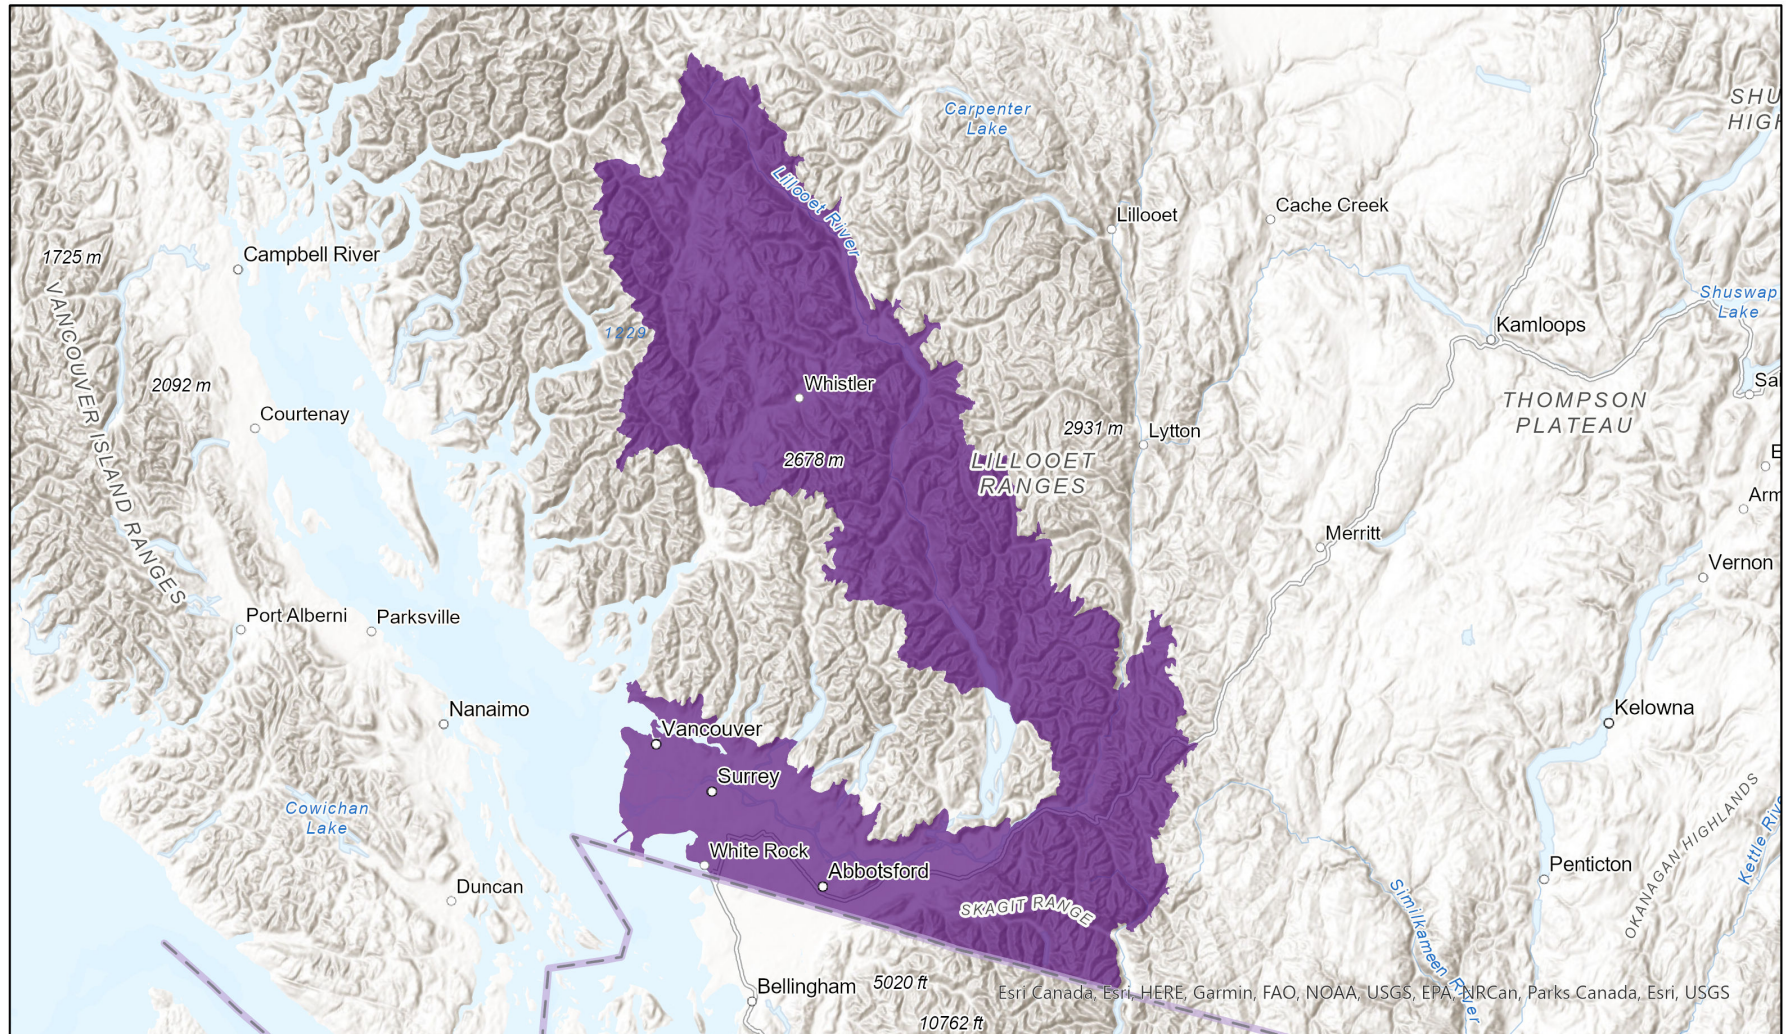 SHU
HIGH
Carpenter
Lake
Lillooet River
Cache Creek
Lillooet
Campbell River
1725 m
Shuswap
Lake
1229
Kamloops
VANCOUVER ISLAND RANGES
2092 m
Whistler
Sa
THOMPSON
PLATEAU
Courtenay
2931 m
Lytton
2678 m
LILLOOET
RANGES
E
Arm
Merritt
Vernon
Port Alberni
Parksville
Nanaimo
Kelowna
Vancouver
Surrey
Cowichan
Lake
OKANAGAN HIGHLANDS
Kettle Rive
White Rock
Abbotsford
Penticton
Duncan
SKAGIT RANGE
Similkameen River
Bellingham
5020 ft
Esri Canada, Esri, HERE, Garmin, FAO, NOAA, USGS, EPA, NRCan, Parks Canada, Esri, USGS
10762 ft